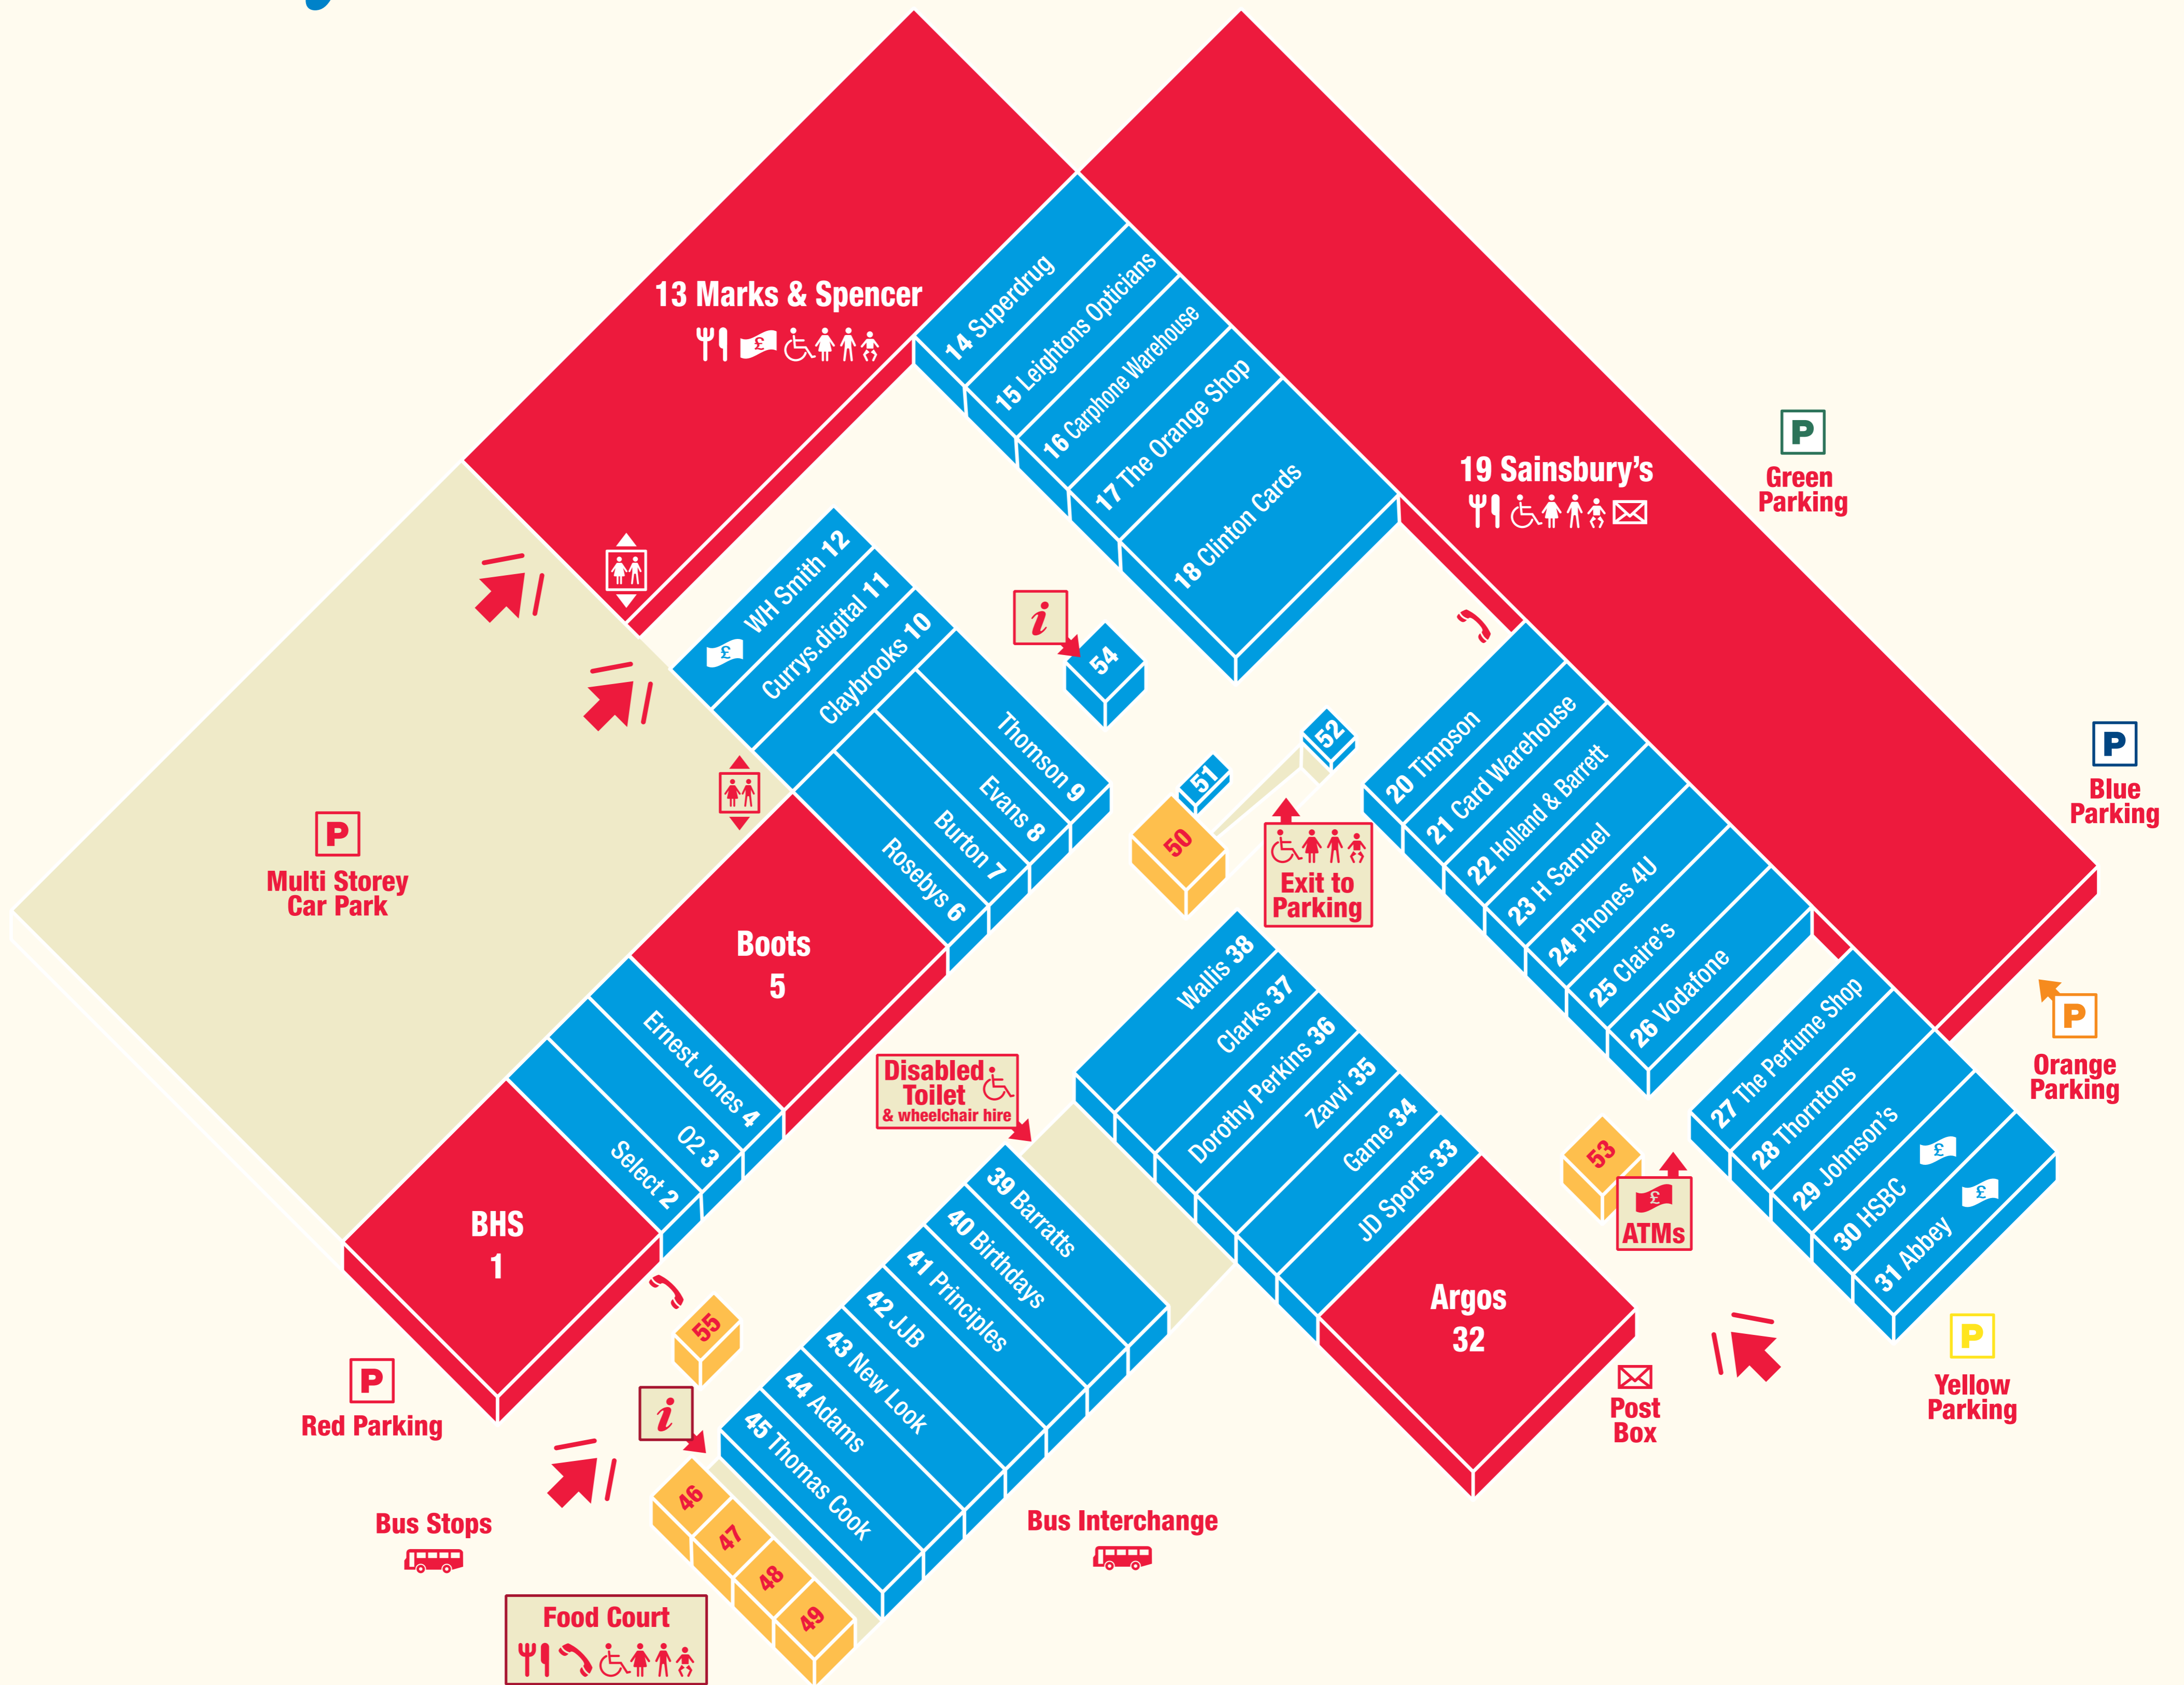 13 Marks & Spencer
£
14 Superdrug
15 Leightons Opticians
16 Carphone Warehouse
17 The Orange Shop
18 Clinton Cards
19 Sainsbury's
P
Green
Parking
P
Blue
Parking
P
Orange
Parking
P
Yellow
Parking
P
Multi Storey
Car Park
£
WH Smith 12
Currys.digital 11
Claybrooks 10
Thomson 9
Evans 8
Burton 7
Rosebys 6
Boots
5
Ernest Jones 4
O2 3
Select 2
BHS
1
i
54
52
51
50
Exit to
Parking
20 Timpson
21 Card Warehouse
22 Holland & Barrett
23 H Samuel
24 Phones 4U
25 Claire's
26 Vodafone
27 The Perfume Shop
28 Thorntons
29 Johnson's
30 HSBC
£
31 Abbey
£
53
£
ATMs
Wallis 38
Clarks 37
Dorothy Perkins 36
Zavvi 35
Game 34
JD Sports 33
Argos
32
Post
Box
Disabled
Toilet
& wheelchair hire
39 Barratts
40 Birthdays
41 Principles
42 JJB
43 New Look
44 Adams
45 Thomas Cook
55
i
46
47
48
49
P
Red Parking
Bus Stops
Bus Interchange
Food Court